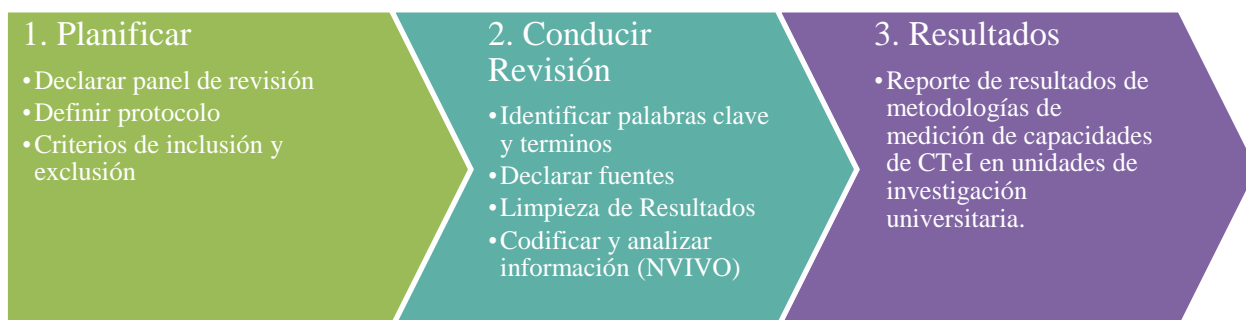 1. Planificar
•Declarar panel de revisión
•Definir protocolo
•Criterios de inclusión y
exclusión
2. Conducir
Revisión
•Identificar palabras clave
y terminos
•Declarar fuentes
•Limpieza de Resultados
•Codificar y analizar
información (NVIVO)
3. Resultados
•Reporte de resultados de
metodologías de
medición de capacidades
de CTeI en unidades de
investigación
universitaria.